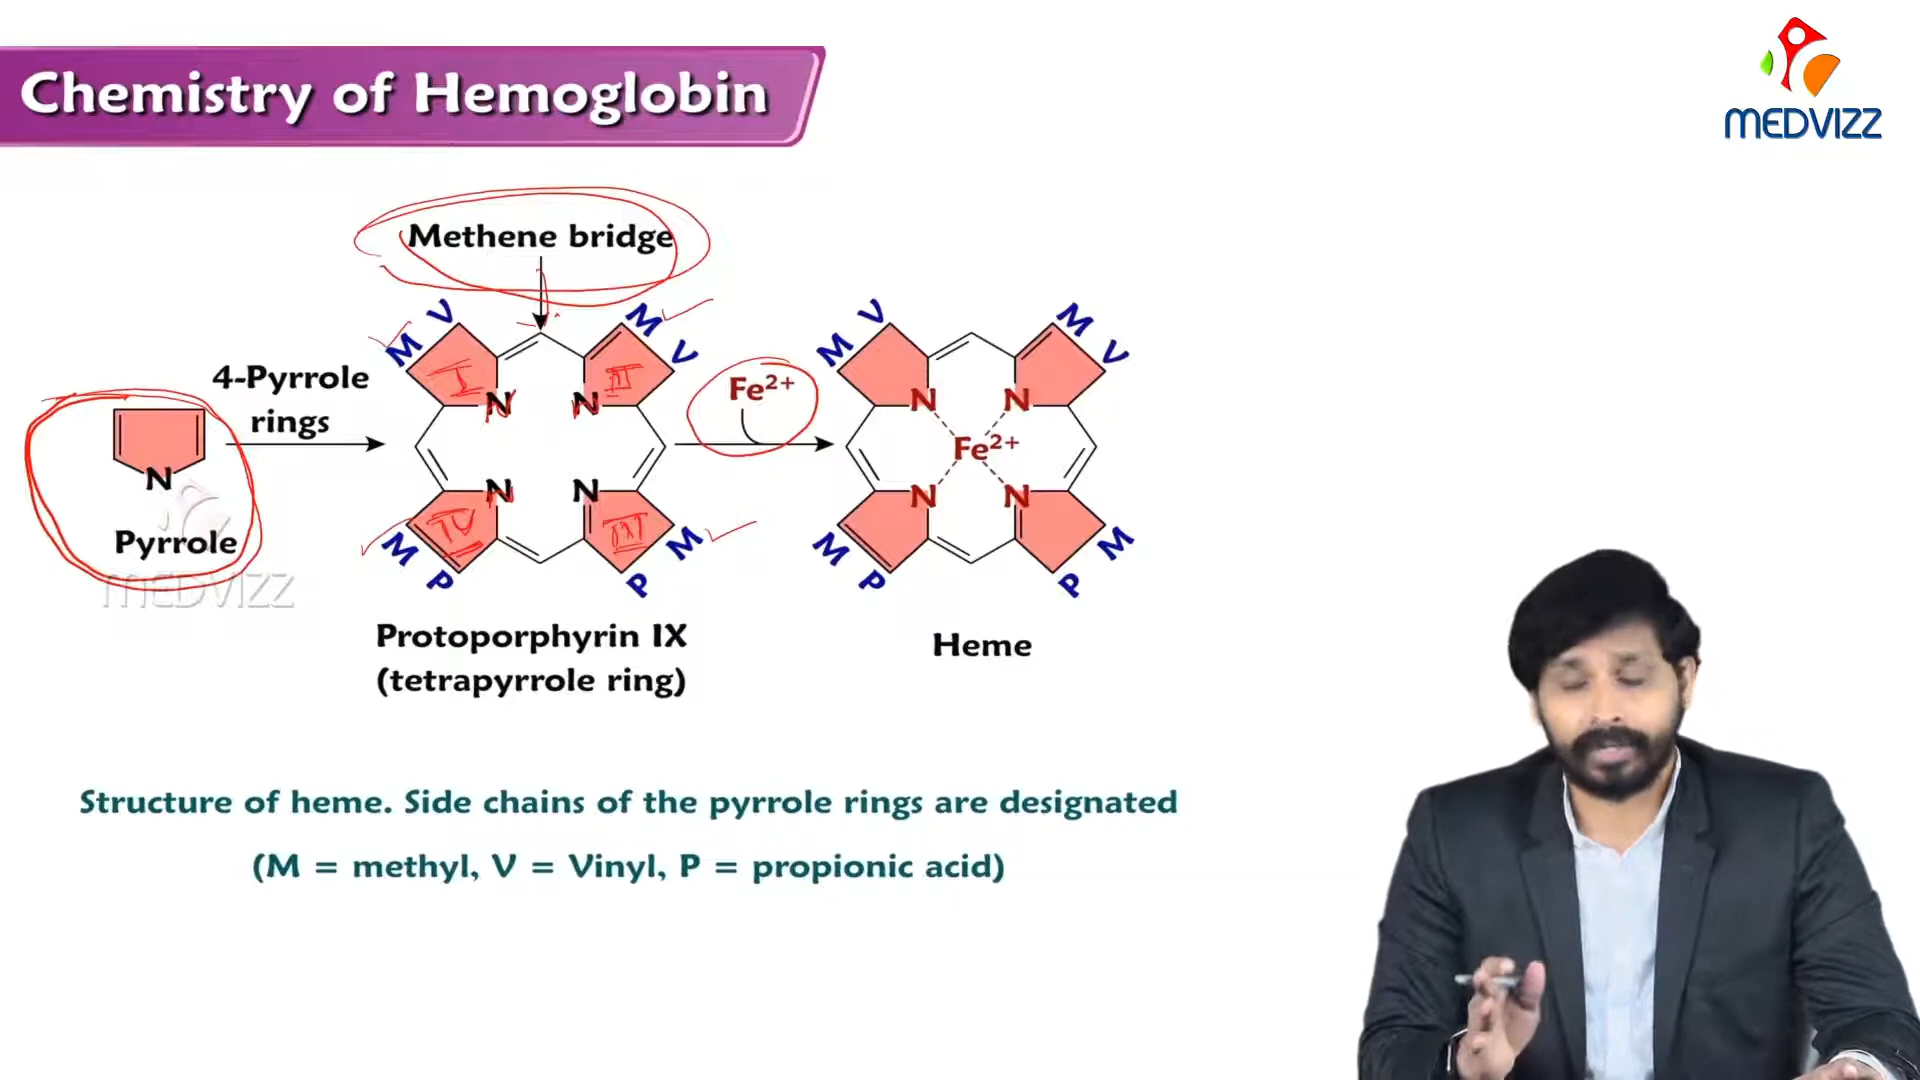 Chemistry of Hemoglobin
MEDVIZZ
Methene bridge
4-Pyrrole
rings
N
Pyrrole
MEDVIZZ
V
M
M
V
I
II
N
N
N
N
IV
III
M
P
M
P
Protoporphyrin IX
(tetrapyrrole ring)
Fe²⁺
V
M
M
V
N
N
Fe²⁺
N
N
M
P
M
P
Heme
Structure of heme. Side chains of the pyrrole rings are designated
(M = methyl, V = Vinyl, P = propionic acid)